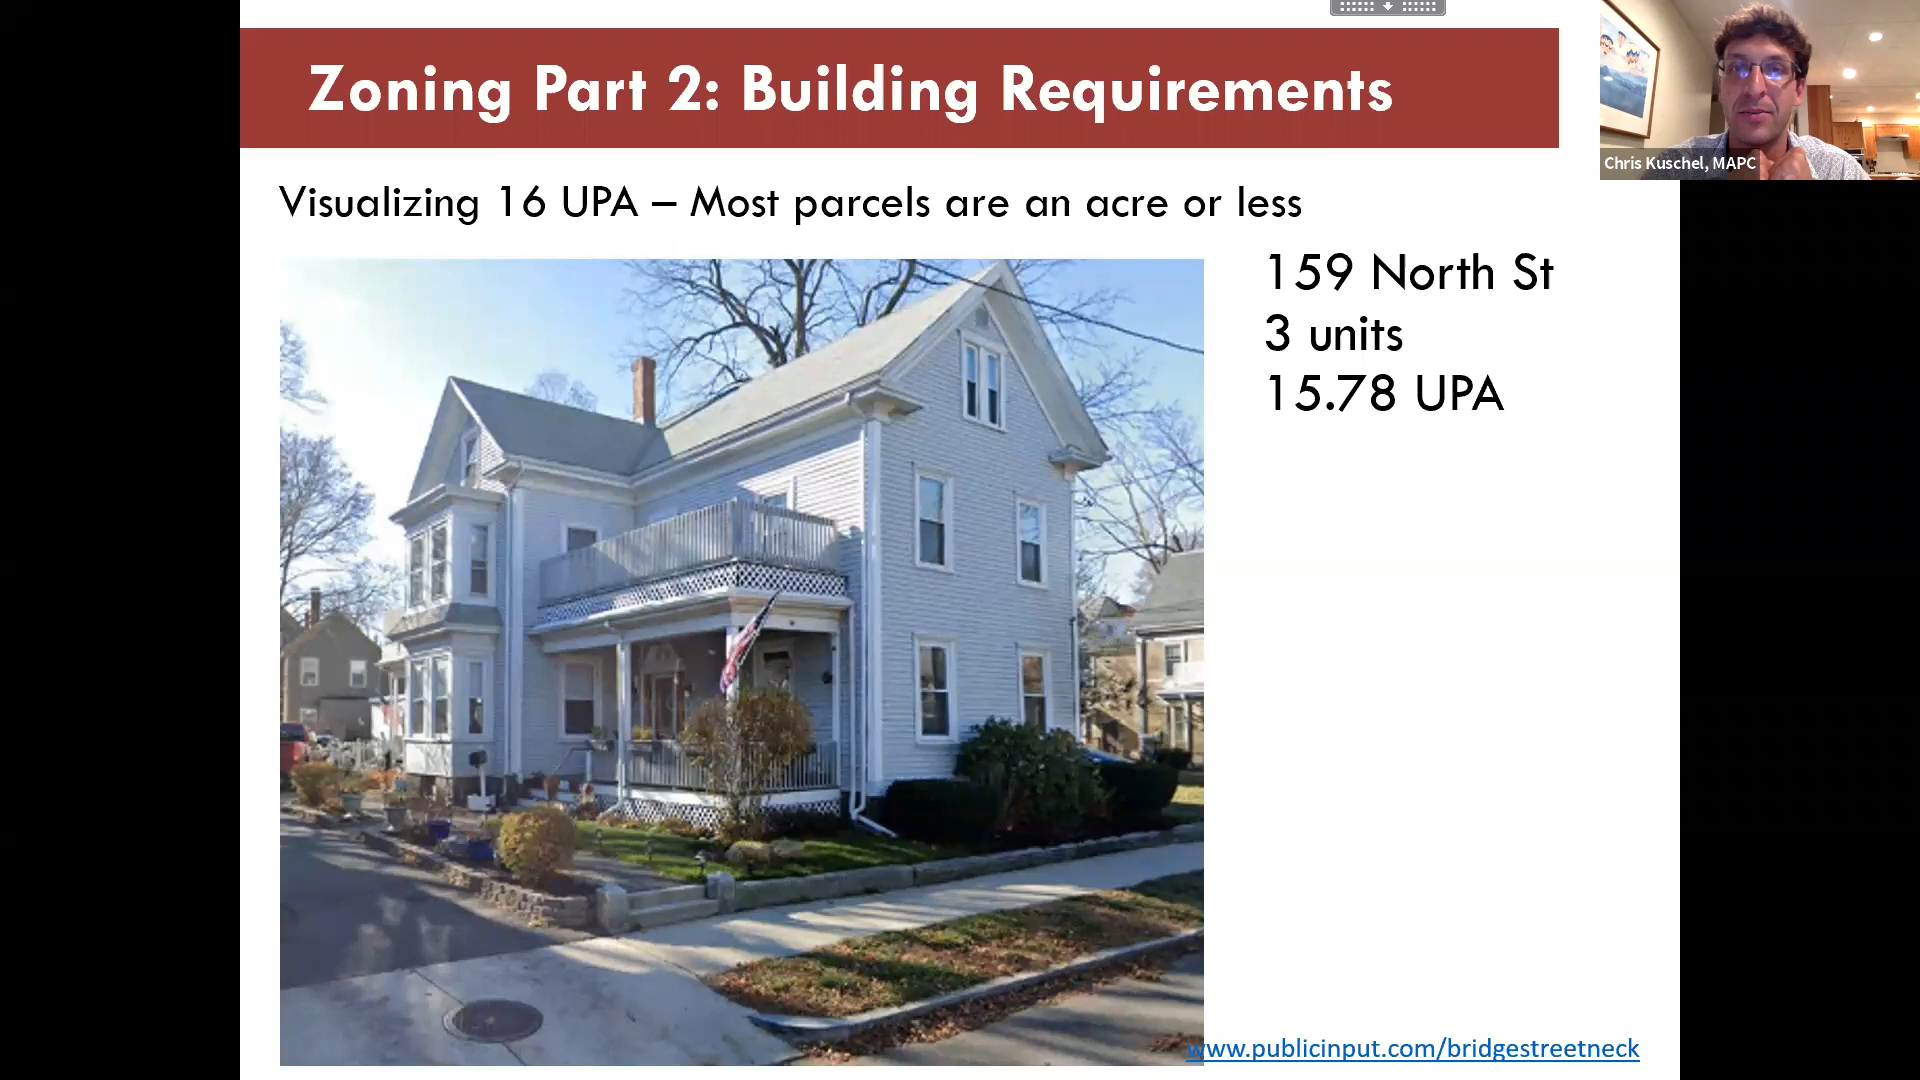 Zoning Part 2: Building Requirements
Chris Kuschel, MAPC
Visualizing 16 UPA – Most parcels are an acre or less
159 North St
3 units
15.78 UPA
www.publicinput.com/bridgestreetneck